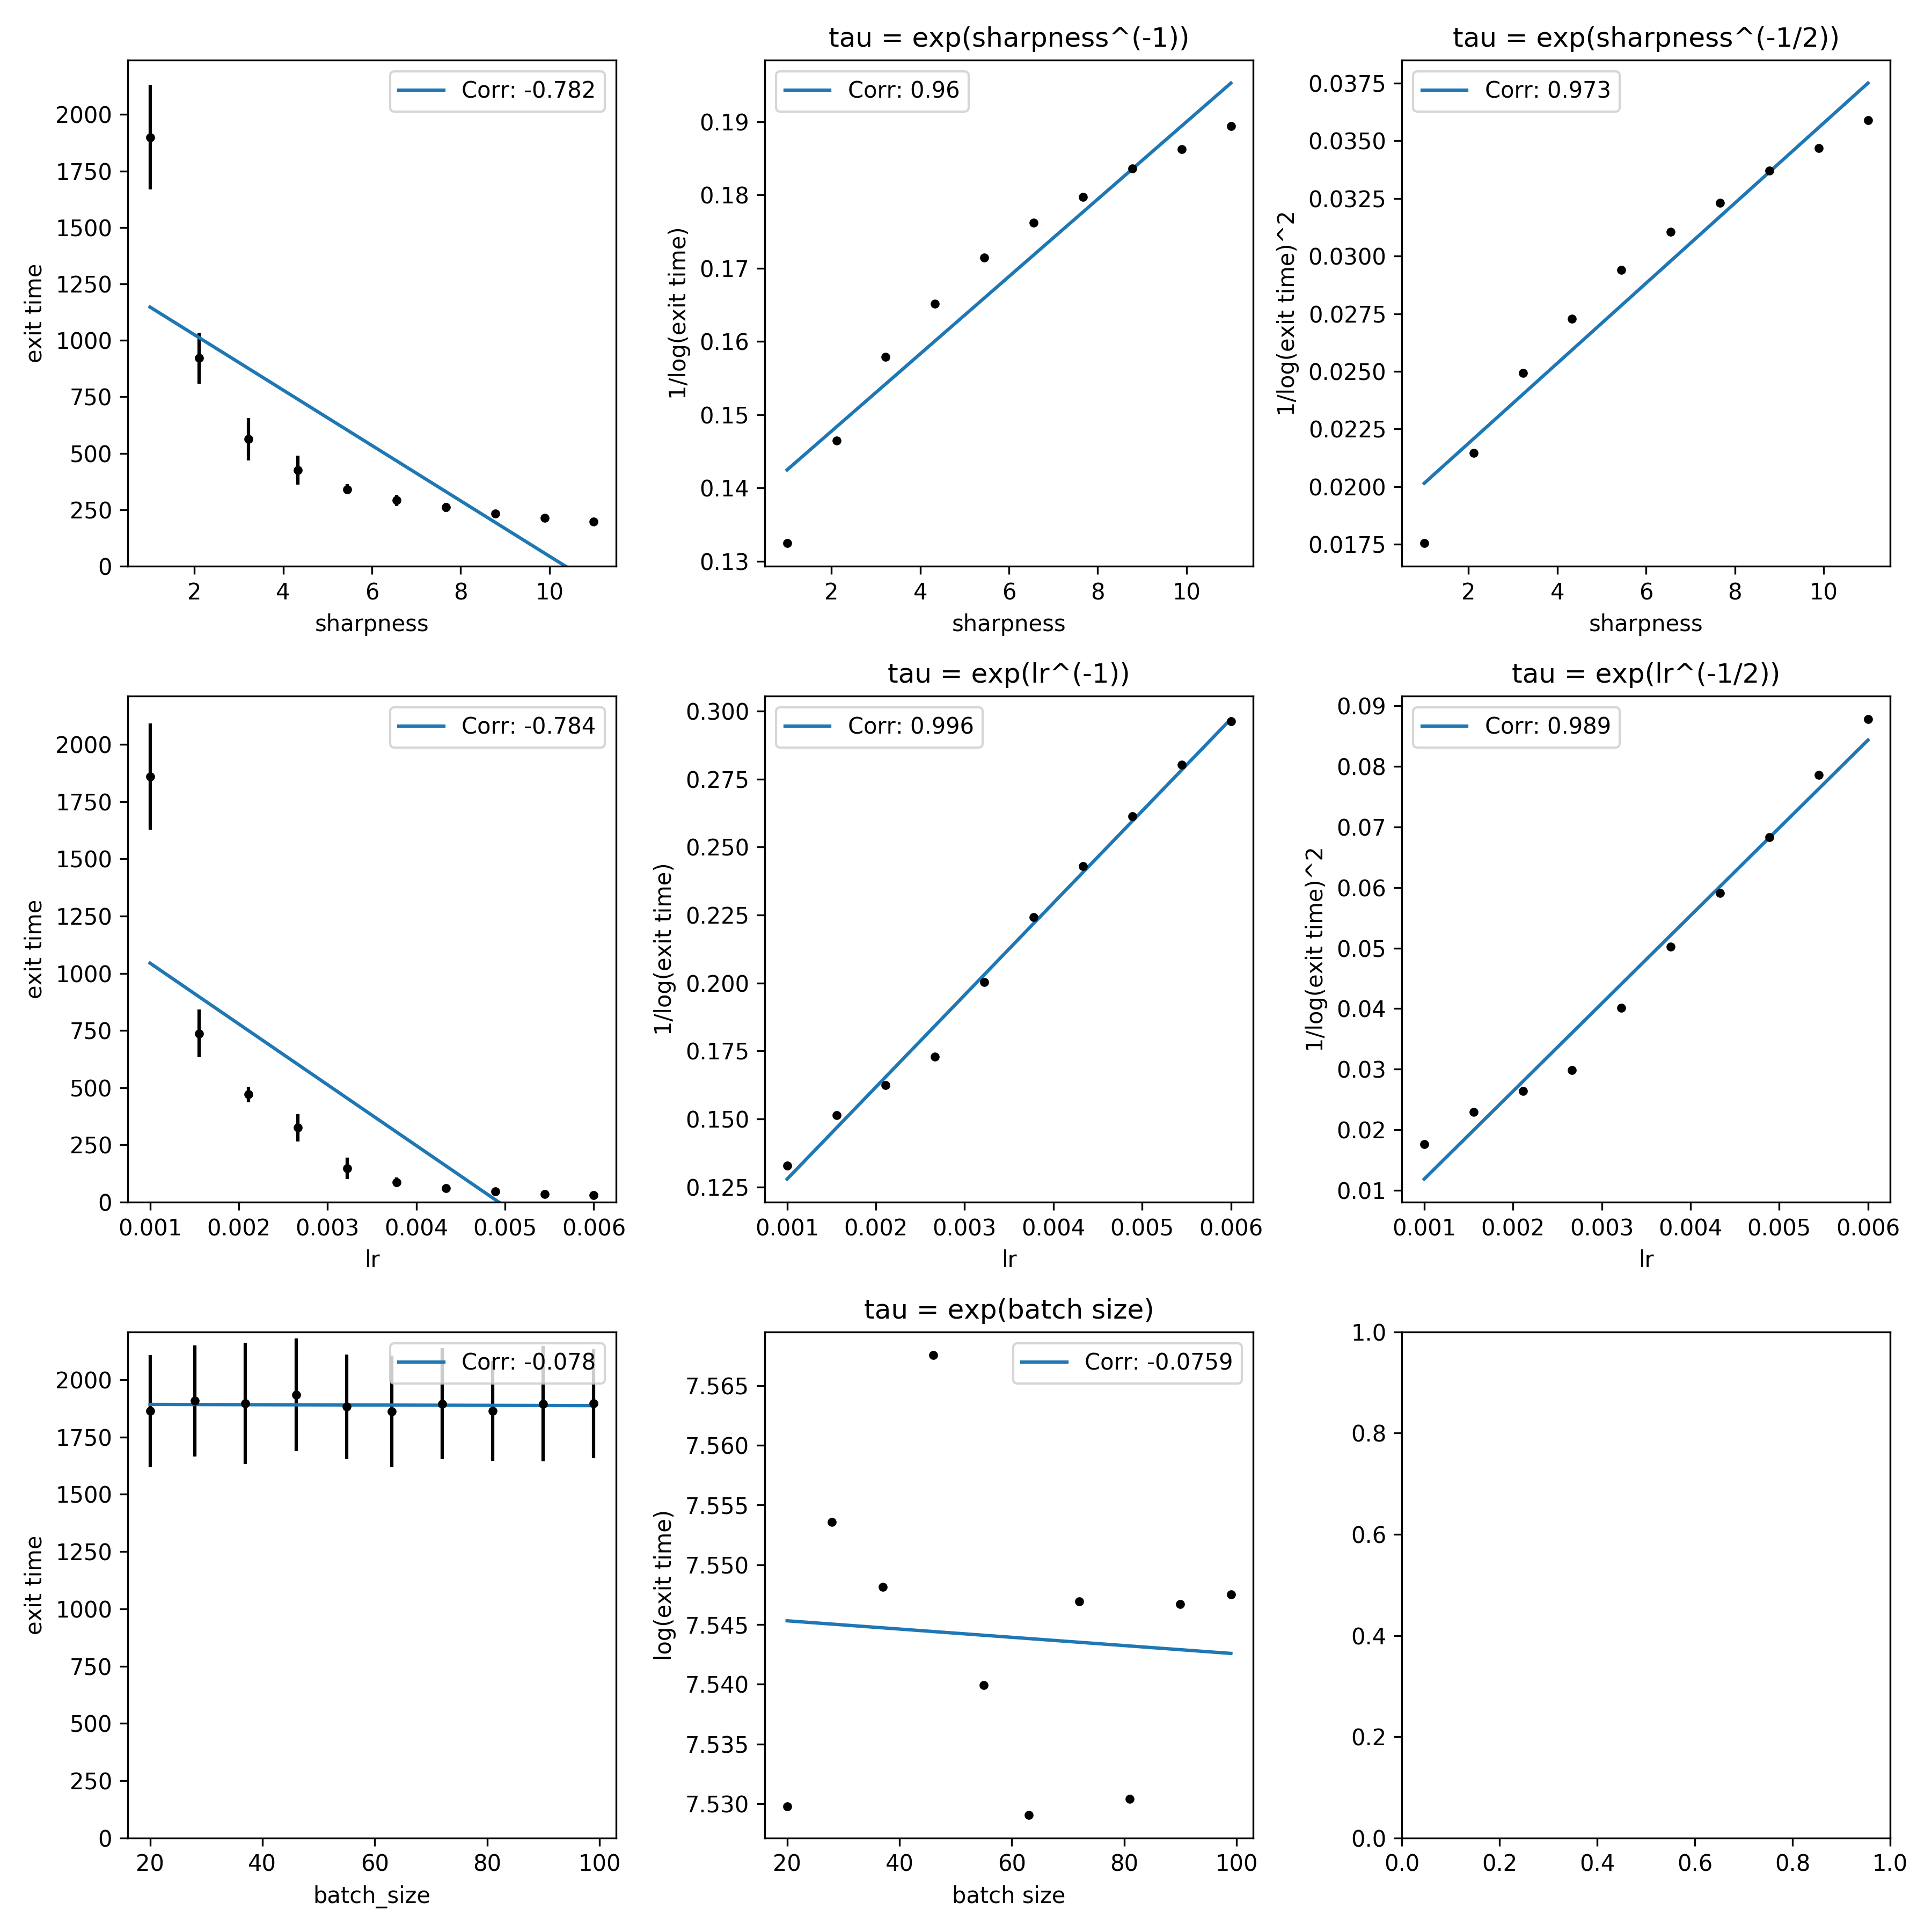 Corr: -0.782
2000
1750
1500
1250
1000
750
500
250
0
exit time
2 4 6 8 10
sharpness
tau = exp(sharpness^(-1))
Corr: 0.96
0.19
0.18
0.17
0.16
0.15
0.14
0.13
1/log(exit time)
2 4 6 8 10
sharpness
tau = exp(sharpness^(-1/2))
Corr: 0.973
0.0375
0.0350
0.0325
0.0300
0.0275
0.0250
0.0225
0.0200
0.0175
1/log(exit time)^2
2 4 6 8 10
sharpness
Corr: -0.784
2000
1750
1500
1250
1000
750
500
250
0
exit time
0.001 0.002 0.003 0.004 0.005 0.006
lr
tau = exp(lr^(-1))
Corr: 0.996
0.300
0.275
0.250
0.225
0.200
0.175
0.150
0.125
1/log(exit time)
0.001 0.002 0.003 0.004 0.005 0.006
lr
tau = exp(lr^(-1/2))
Corr: 0.989
0.09
0.08
0.07
0.06
0.05
0.04
0.03
0.02
0.01
1/log(exit time)^2
0.001 0.002 0.003 0.004 0.005 0.006
lr
Corr: -0.078
2000
1750
1500
1250
1000
750
500
250
0
exit time
20 40 60 80 100
batch_size
tau = exp(batch size)
Corr: -0.0759
7.565
7.560
7.555
7.550
7.545
7.540
7.535
7.530
log(exit time)
20 40 60 80 100
batch size
1.0
0.8
0.6
0.4
0.2
0.0
0.0 0.2 0.4 0.6 0.8 1.0